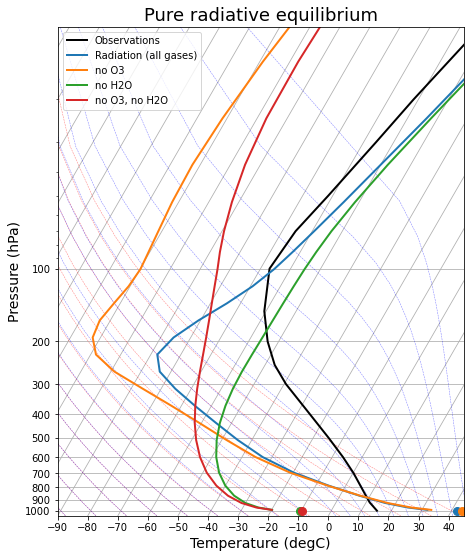 Pure radiative equilibrium
Observations
Radiation (all gases)
no O3
no H2O
no O3, no H2O
Pressure (hPa)
100
200
300
400
500
600
700
800
900
1000
−90 −80 −70 −60 −50 −40 −30 −20 −10 0 10 20 30 40
Temperature (degC)